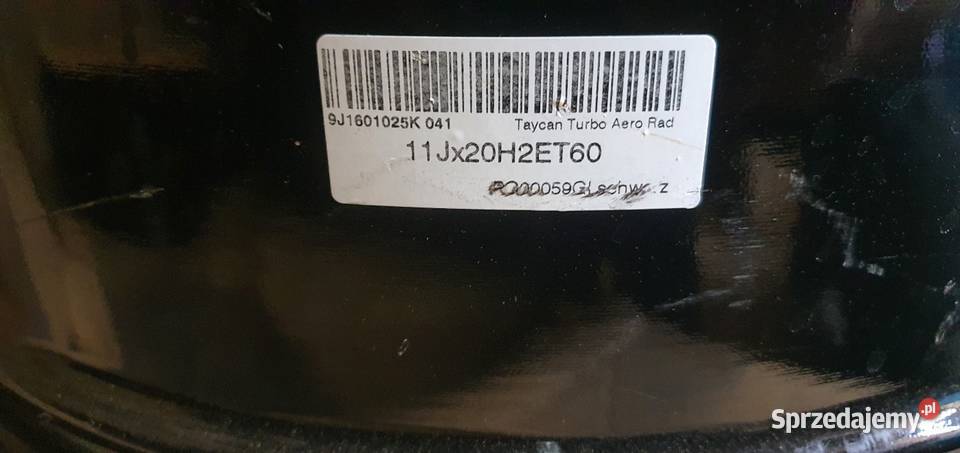 9J1601025K 041 Taycan Turbo Aero Rad
11Jx20H2ET60
Sprzedajemy.pl